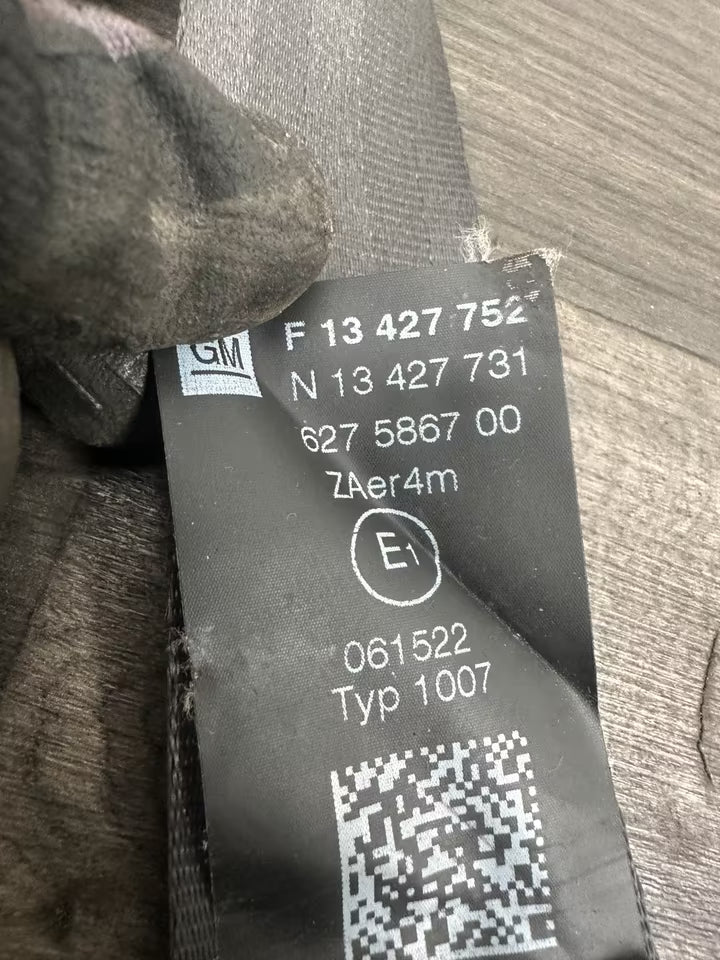 GM
F 13 427 752
N 13 427 731
627 5867 00
ZAer4m
E1
061522
Typ 1007